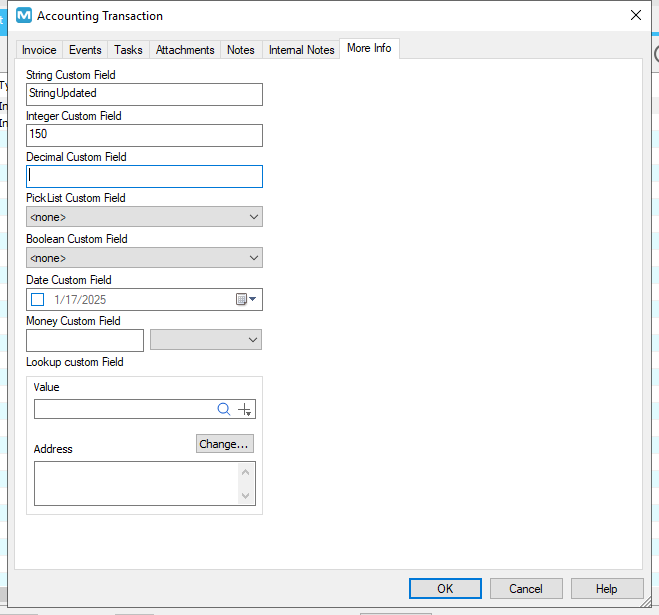 M Accounting Transaction
Invoice Events Tasks Attachments Notes Internal Notes More Info
String Custom Field
StringUpdated
Integer Custom Field
150
Decimal Custom Field
PickList Custom Field
<none>
Boolean Custom Field
<none>
Date Custom Field
1/17/2025
Money Custom Field
Lookup custom Field
Value
Change...
Address
OK Cancel Help